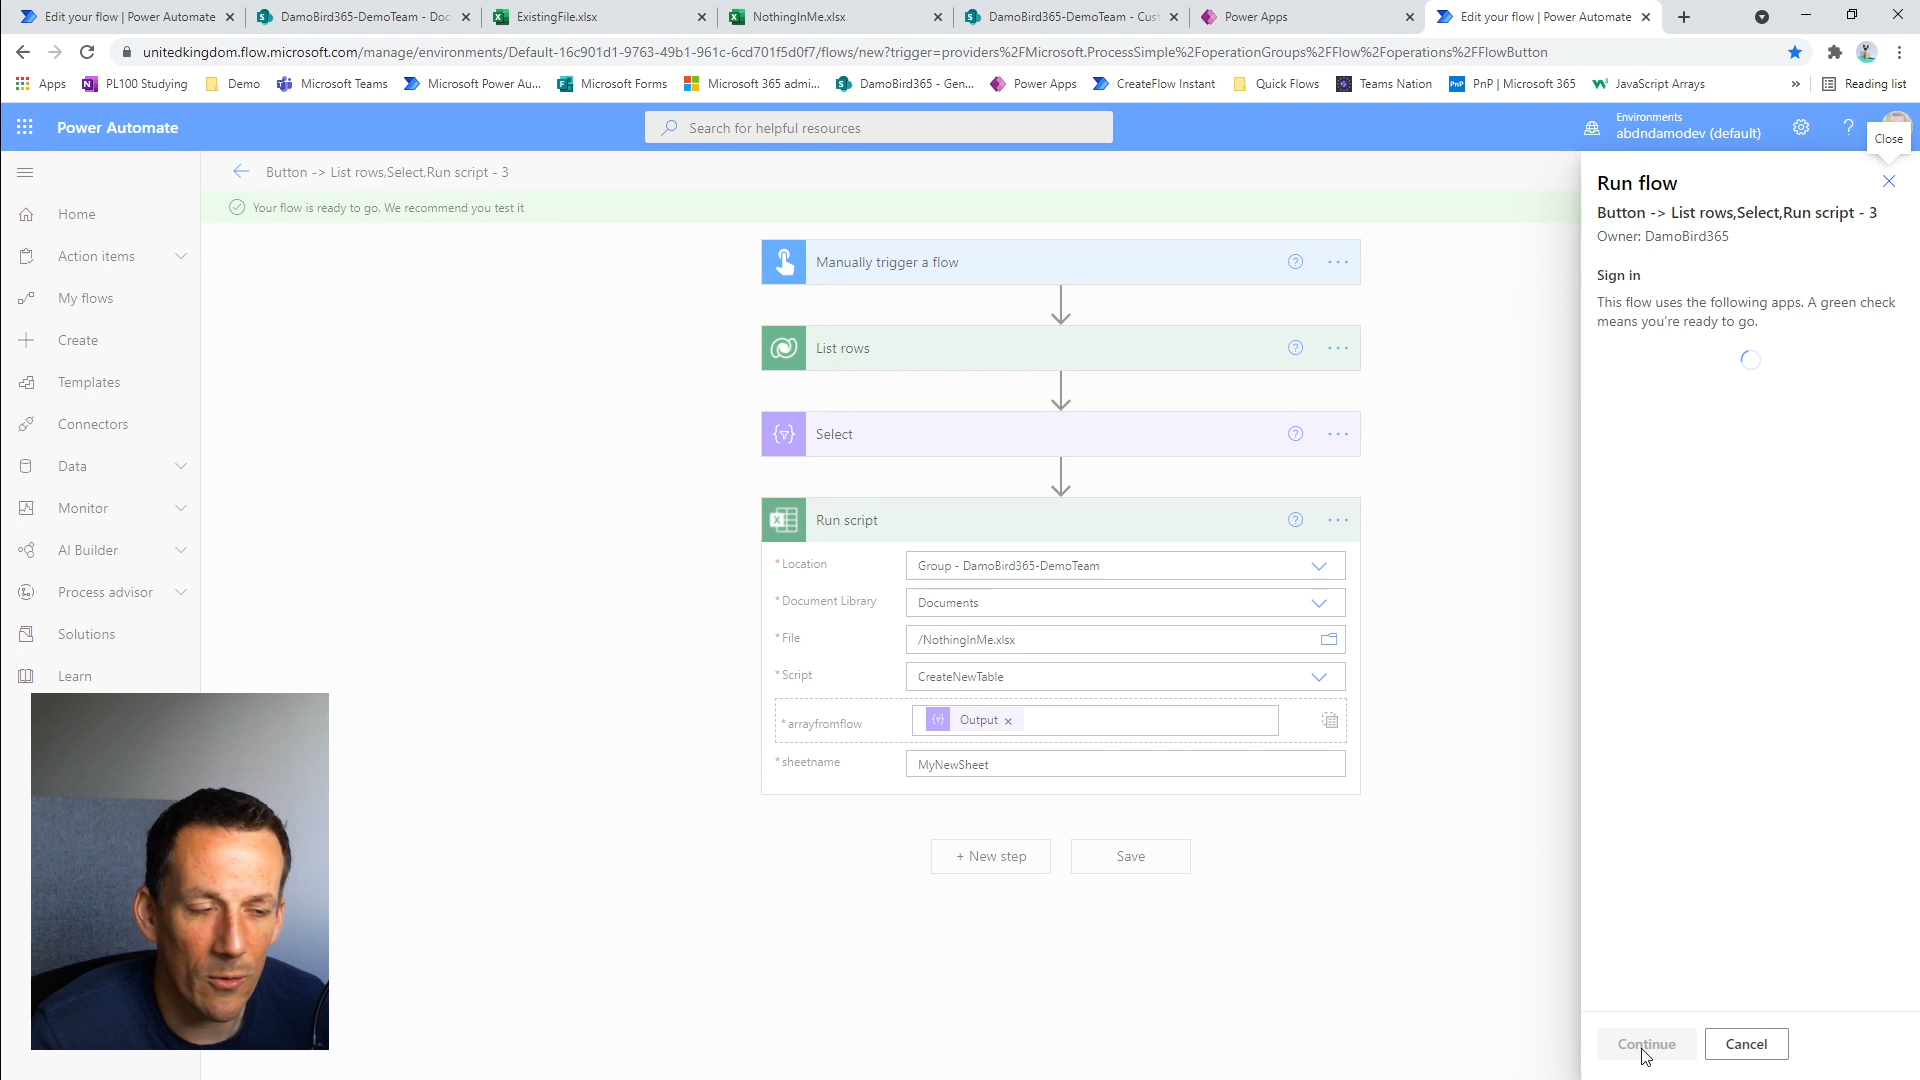 Edit your flow | Power Automate
DamoBird365-DemoTeam - Doc
ExistingFile.xlsx
NothingInMe.xlsx
DamoBird365-DemoTeam - Cust
Power Apps
Edit your flow | Power Automate
unitedkingdom.flow.microsoft.com/manage/environments/Default-16c901d1-9763-49b1-961c-6cd701f5d0f7/flows/new?trigger=providers%2FMicrosoft.ProcessSimple%2FoperationGroups%2FFlow%2Foperations%2FFlowButton
Apps
PL100 Studying
Demo
Microsoft Teams
Microsoft Power Au...
Microsoft Forms
Microsoft 365 admi...
DamoBird365 - Gen...
Power Apps
CreateFlow Instant
Quick Flows
Teams Nation
PnP | Microsoft 365
JavaScript Arrays
»
Reading list
Power Automate
Search for helpful resources
Environments
abdndamodev (default)
Close
Home
Action items
My flows
Create
Templates
Connectors
Data
Monitor
AI Builder
Process advisor
Solutions
Learn
Button -> List rows,Select,Run script - 3
Your flow is ready to go. We recommend you test it
Manually trigger a flow
List rows
Select
Run script
* Location
Group - DamoBird365-DemoTeam
* Document Library
Documents
* File
/NothingInMe.xlsx
* Script
CreateNewTable
* arrayfromflow
Output ×
* sheetname
MyNewSheet
+ New step
Save
Run flow
Button -> List rows,Select,Run script - 3
Owner: DamoBird365
Sign in
This flow uses the following apps. A green check
means you're ready to go.
Continue
Cancel